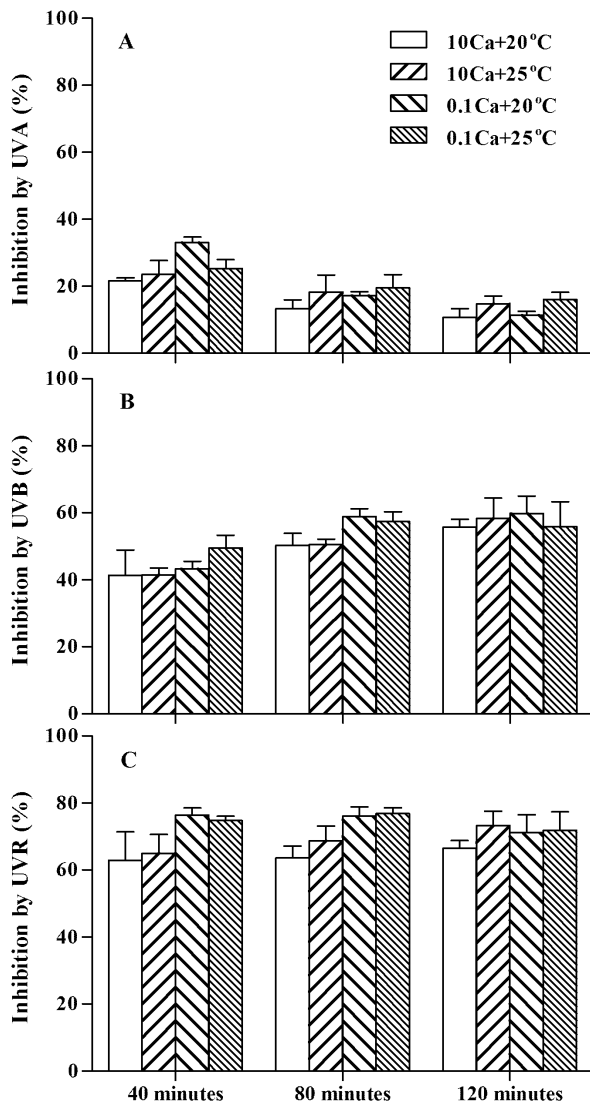 100
A
10Ca+20°C
10Ca+25°C
0.1Ca+20°C
0.1Ca+25°C
80
60
40
20
0
Inhibition by UVA (%)
100
B
80
60
40
20
0
Inhibition by UVB (%)
100
C
80
60
40
20
0
Inhibition by UVR (%)
40 minutes 80 minutes 120 minutes